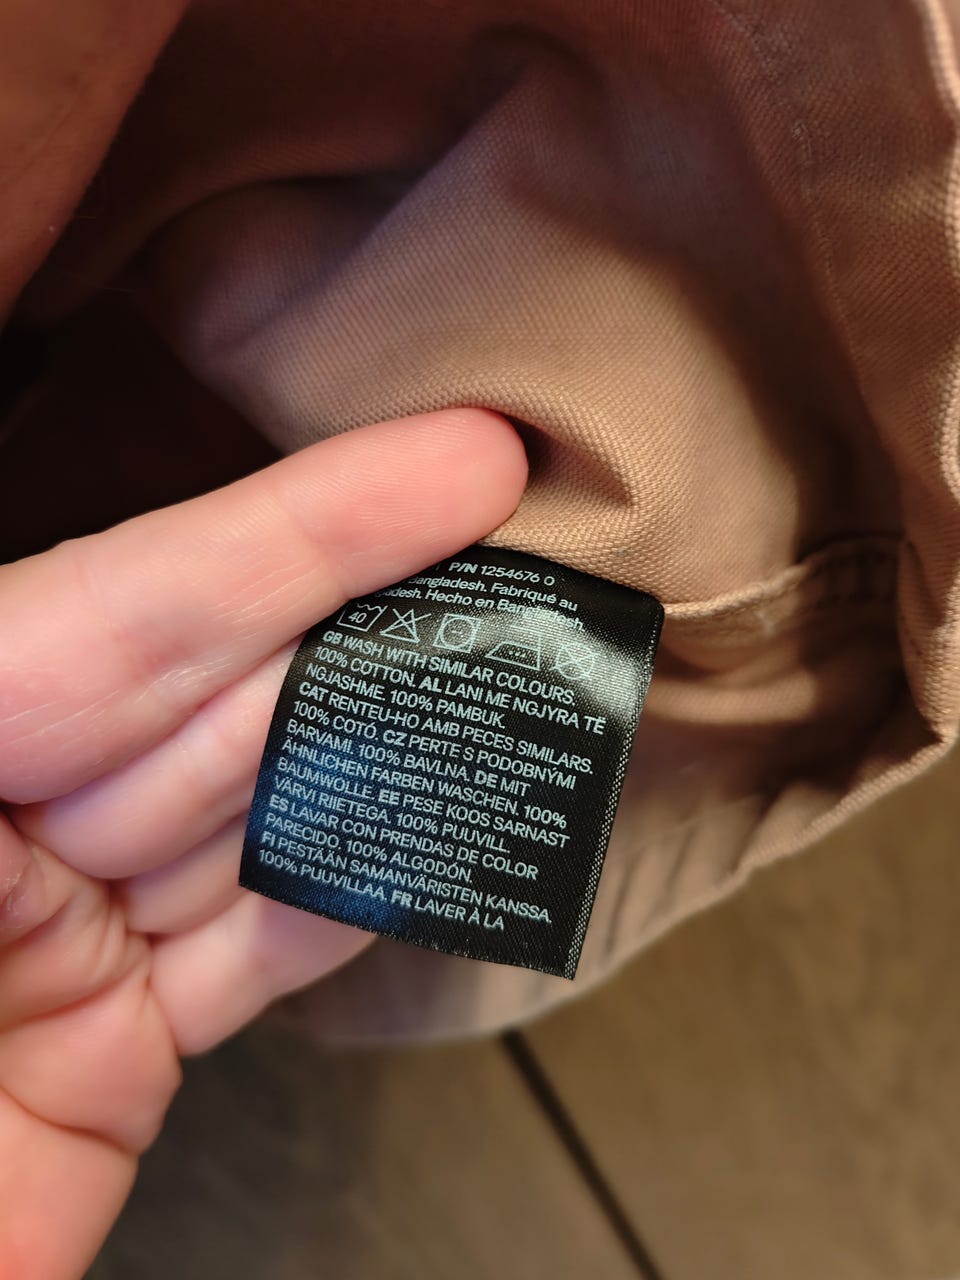 P/N 1254676 0
Bangladesh. Fabriqué au
Hecho en Bangladesh.
40
GB WASH WITH SIMILAR COLOURS.
100% COTTON. AL LANI ME NGJYRA TË
NGJASHME. 100% PAMBUK.
CAT RENTEU-HO AMB PECES SIMILARS.
100% COTÓ. CZ PERTE S PODOBNÝMI
BARVAMI. 100% BAVLNA. DE MIT
ÄHNLICHEN FARBEN WASCHEN. 100%
BAUMWOLLE. EE PESE KOOS SARNAST
VÄRVI RIIETEGA. 100% PUUVILL
ES LAVAR CON PRENDAS DE COLOR
PARECIDO. 100% ALGODÓN.
FI PESTÄÄN SAMANVÄRISTEN KANSSA.
100% PUUVILLAA. FR LAVER À LA